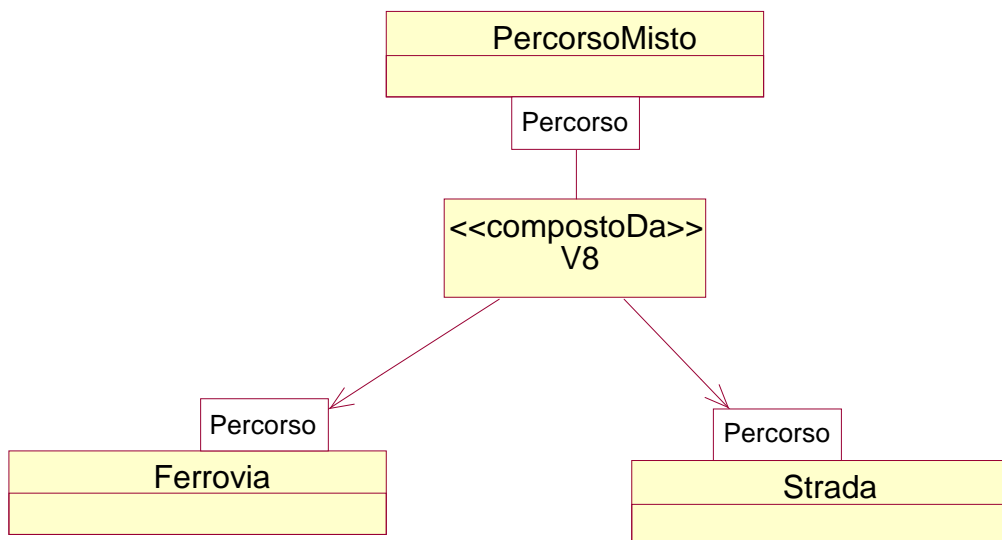 PercorsoMisto
Percorso
<<compostoDa>>
V8
Percorso
Ferrovia
Percorso
Strada